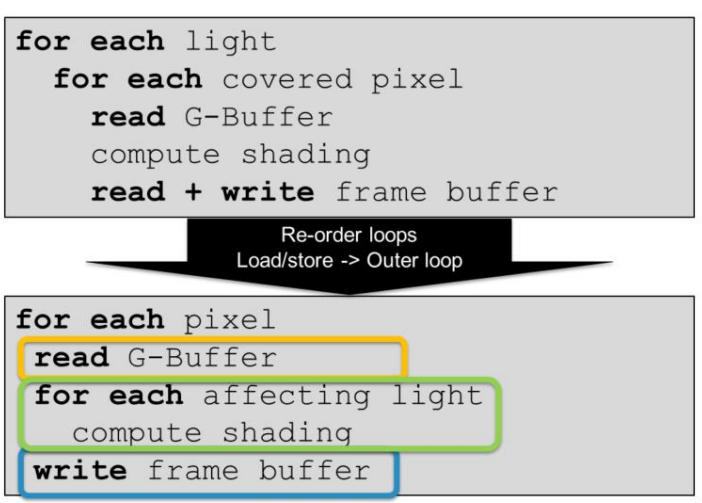 for each light
for each covered pixel
read G-Buffer
compute shading
read + write frame buffer
Re-order loops
Load/store -> Outer loop
for each pixel
read G-Buffer
for each affecting light
compute shading
write frame buffer